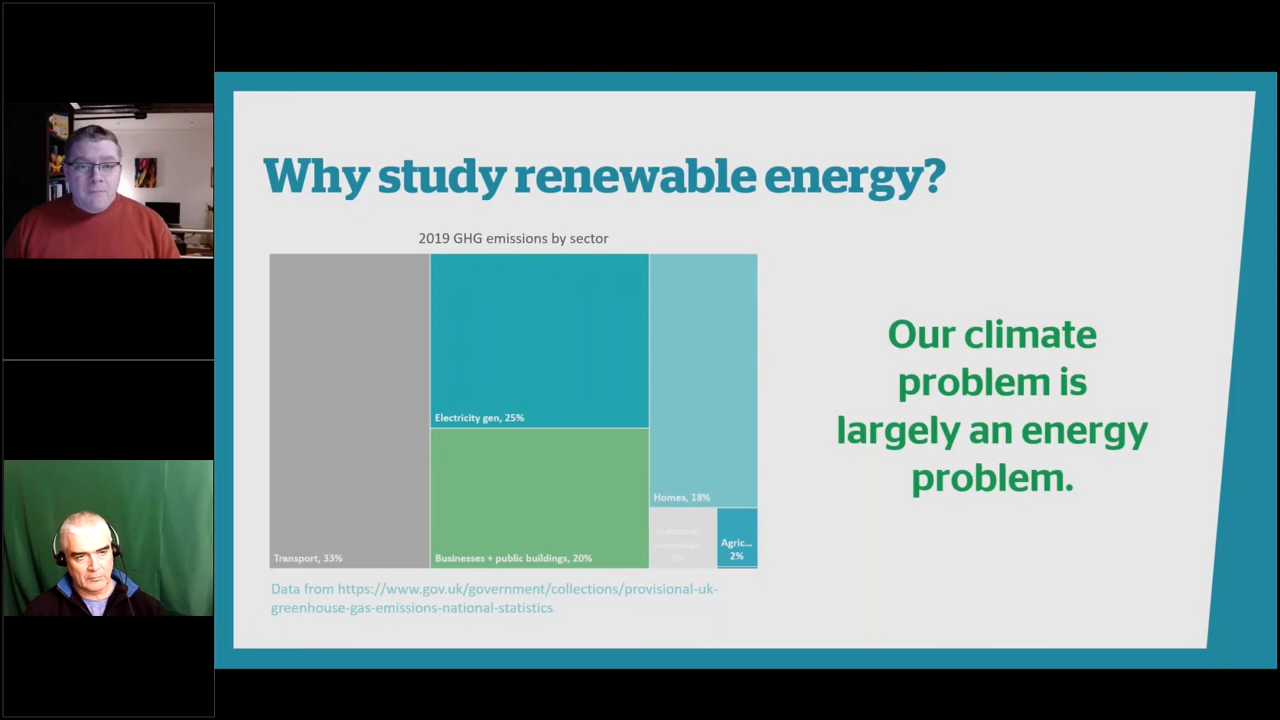 Why study renewable energy?
2019 GHG emissions by sector
Electricity gen, 25%
Homes, 18%
Transport, 33%
Businesses + public buildings, 20%
Agric...
2%
Our climate
problem is
largely an energy
problem.
Data from https://www.gov.uk/government/collections/provisional-uk-
greenhouse-gas-emissions-national-statistics